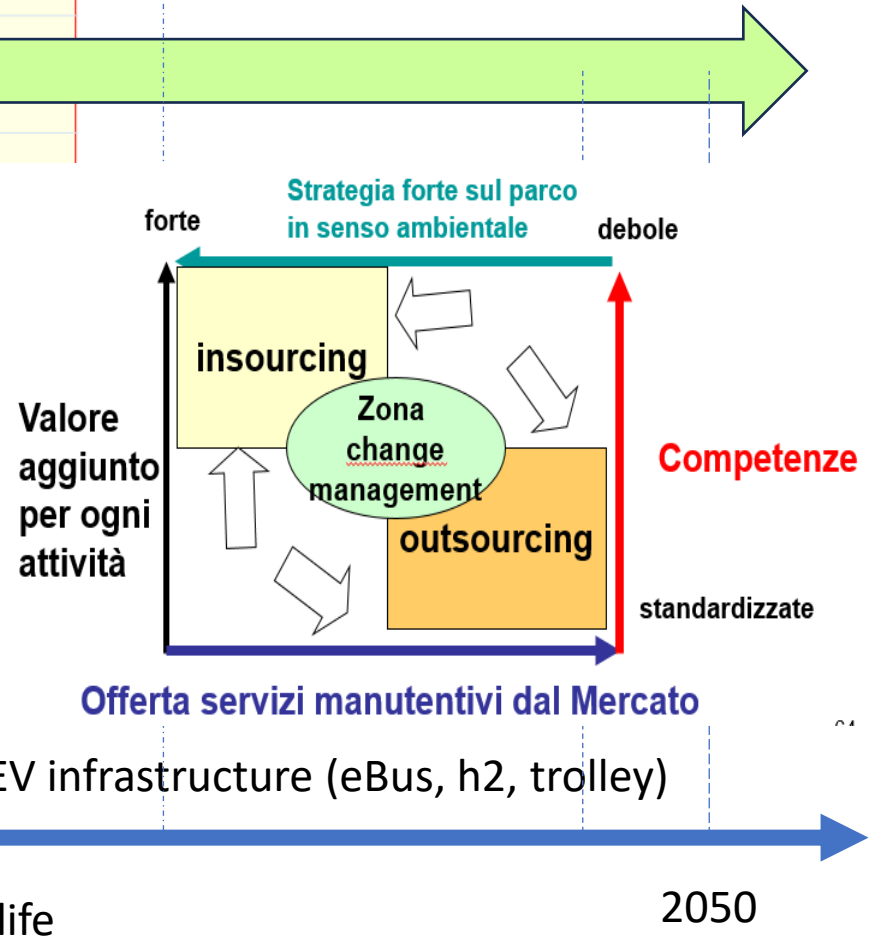 Strategia forte sul parco
in senso ambientale
forte
debole
insourcing
Zona
change
management
outsourcing
Valore
aggiunto
per ogni
attività
Competenze
standardizzate
Offerta servizi manutentivi dal Mercato
EV infrastructure (eBus, h2, trolley)
2050
life